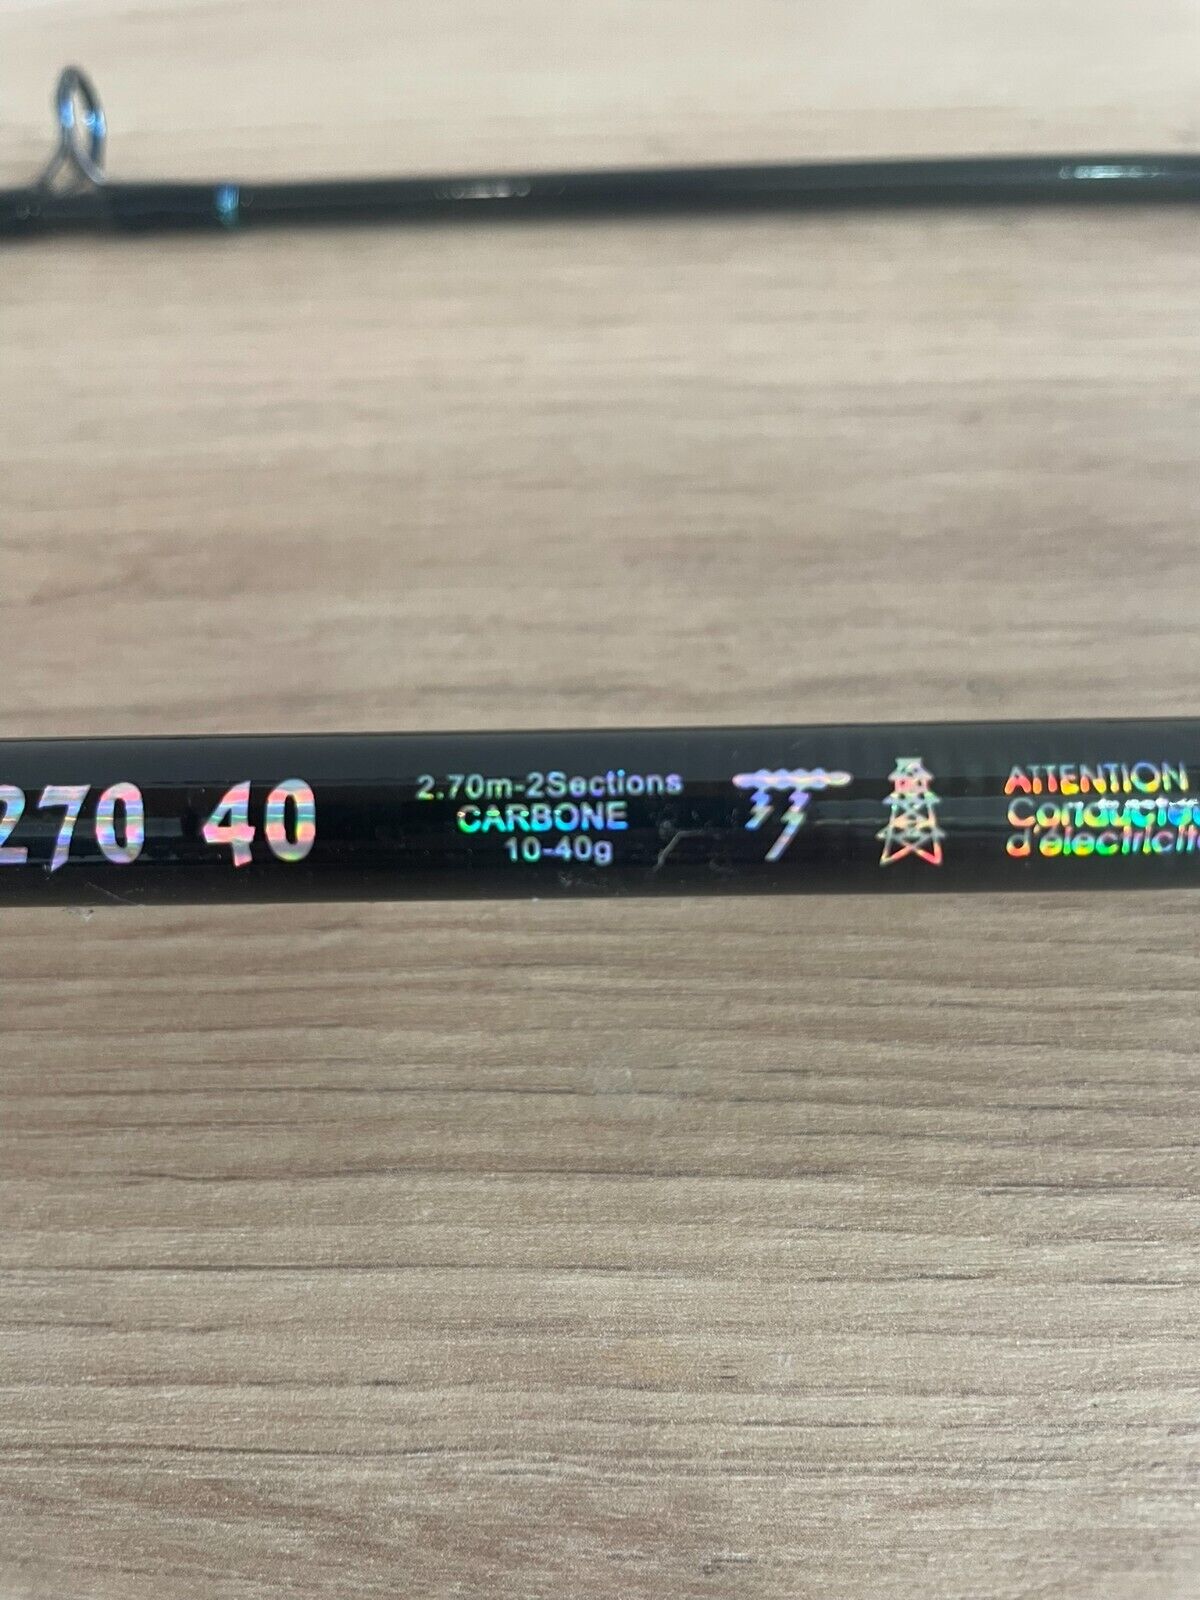 270 40
2.70m-2Sections
CARBONE
10-40g
ATTENTION